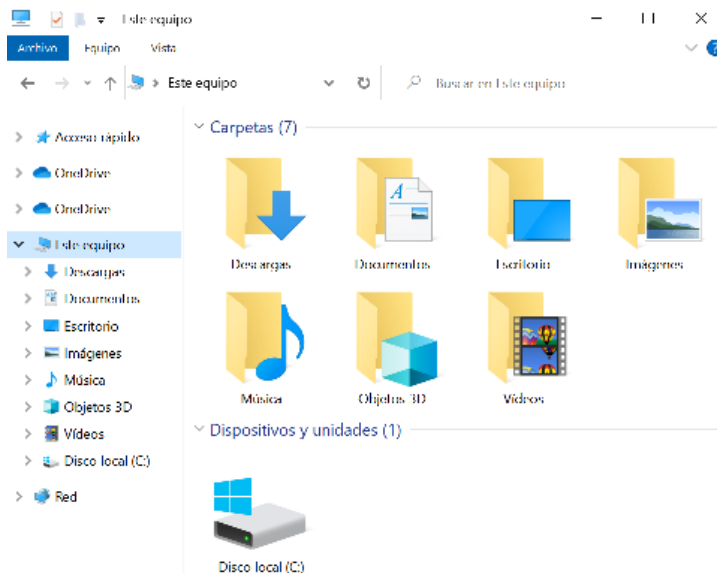 Este equipo
Archivo Equipo Vista
Este equipo
Buscar en Este equipo
Acceso rápido
OneDrive
OneDrive
Este equipo
Descargas
Documentos
Escritorio
Imágenes
Música
Objetos 3D
Vídeos
Disco local (C:)
Red
Carpetas (7)
Descargas Documentos Escritorio Imágenes
Música Objetos 3D Vídeos
Dispositivos y unidades (1)
Disco local (C:)